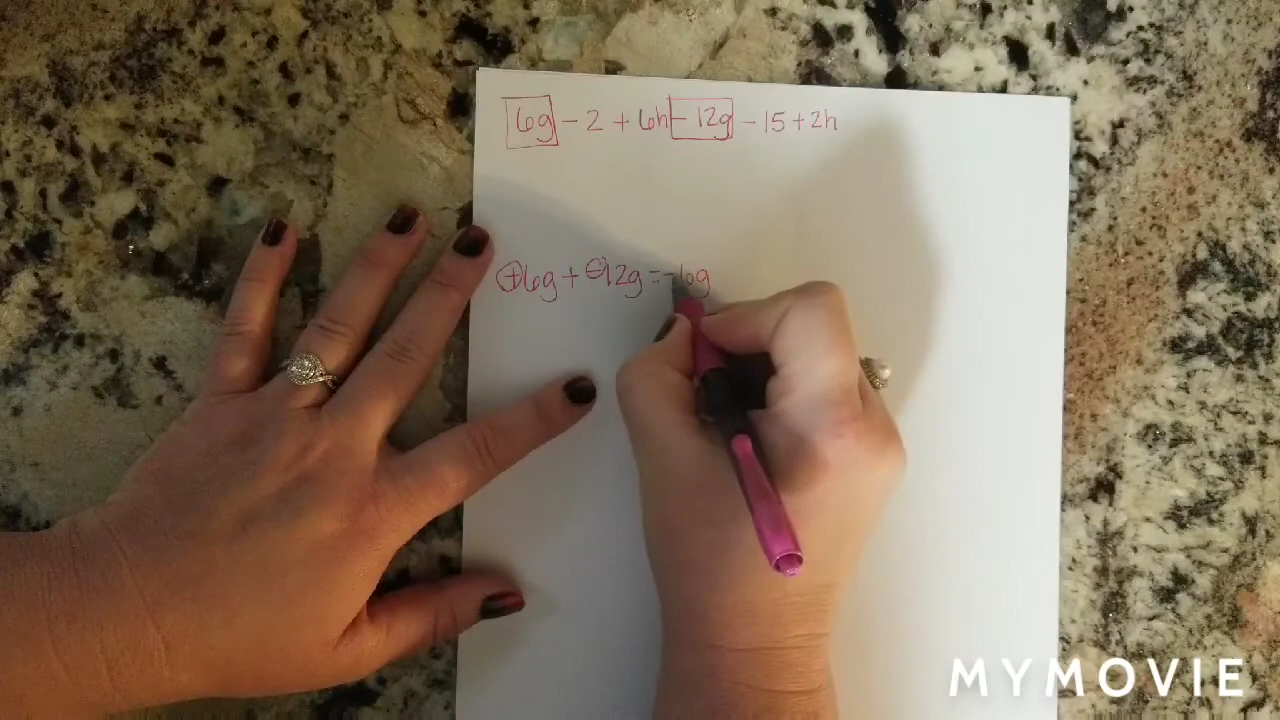 6g - 2 + 6h - 12g - 15 + 2h
+6g + -12g = -6g
MYMOVIE